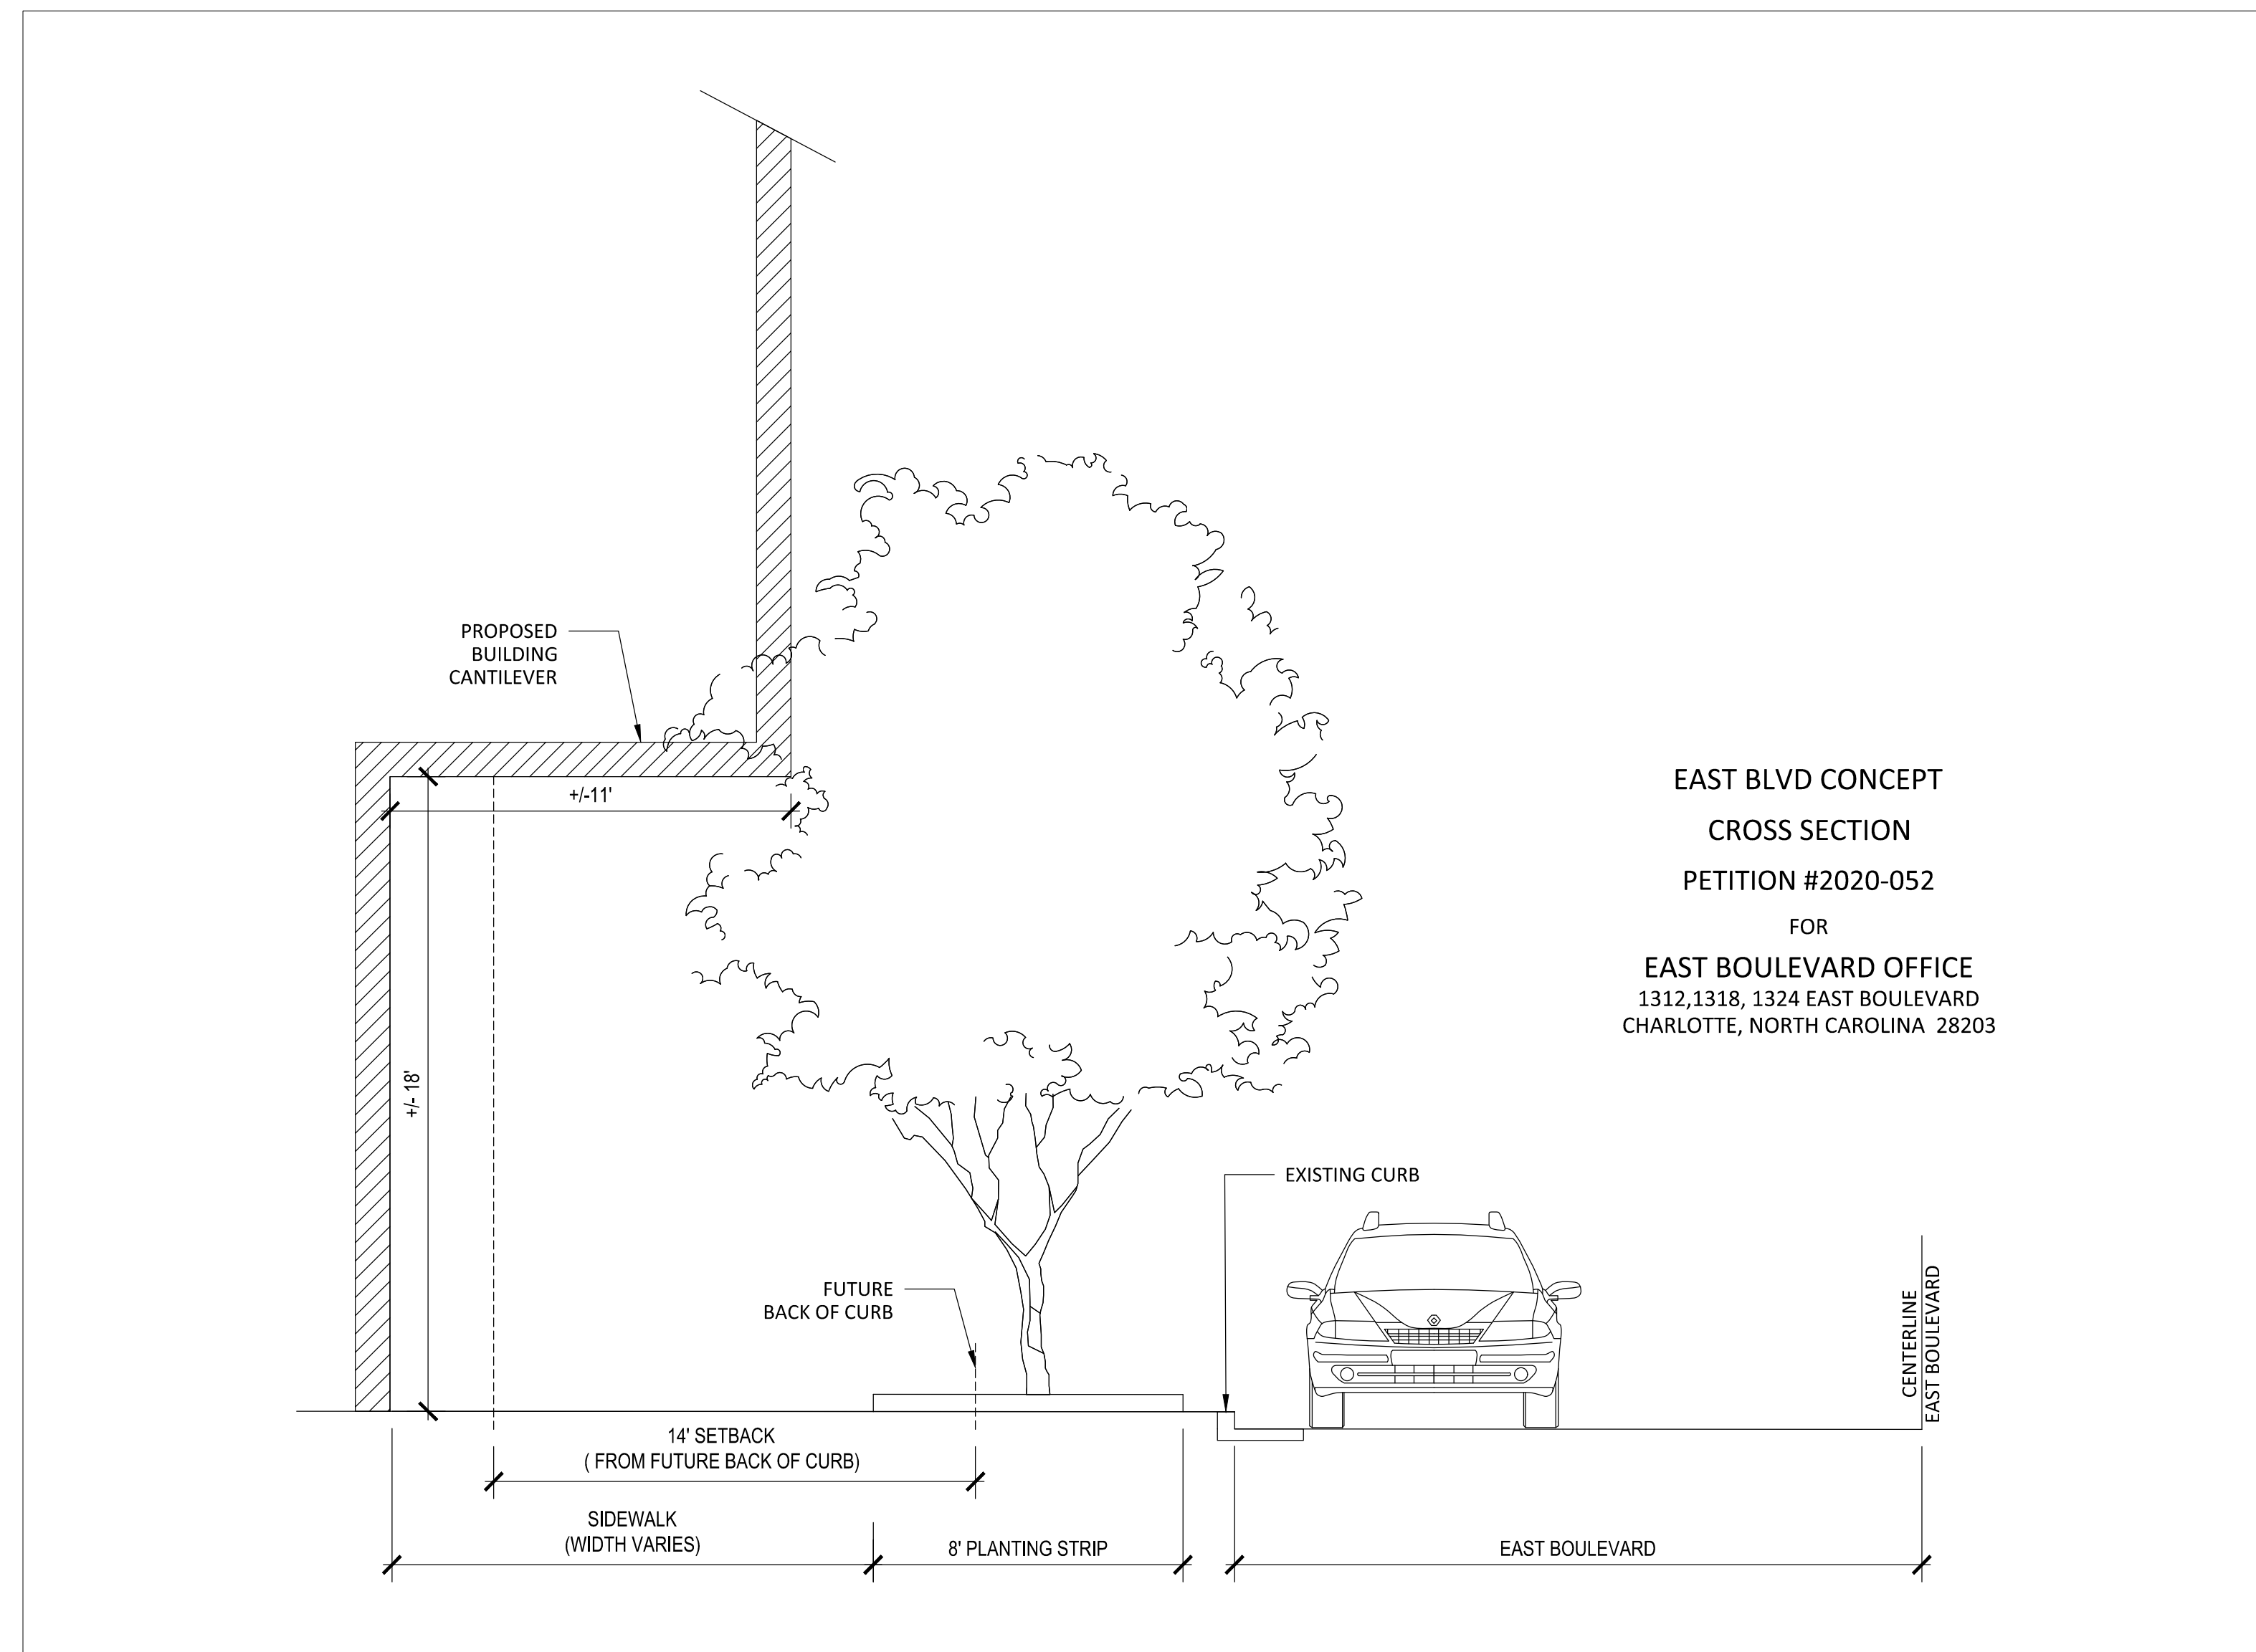 PROPOSED
BUILDING
CANTILEVER
+/-11'
+/- 18'
EAST BLVD CONCEPT
CROSS SECTION
PETITION #2020-052
FOR
EAST BOULEVARD OFFICE
1312,1318, 1324 EAST BOULEVARD
CHARLOTTE, NORTH CAROLINA  28203
EXISTING CURB
FUTURE
BACK OF CURB
CENTERLINE
EAST BOULEVARD
14' SETBACK
( FROM FUTURE BACK OF CURB)
SIDEWALK
(WIDTH VARIES)
8' PLANTING STRIP
EAST BOULEVARD